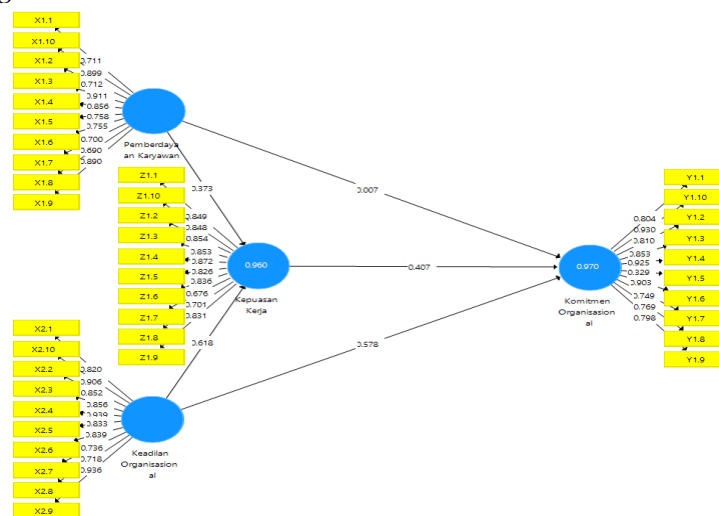 X1.1
X1.10
X1.2
X1.3
X1.4
X1.5
X1.6
X1.7
X1.8
X1.9
0.711
0.899
0.712
0.911
0.856
0.758
0.755
0.700
0.690
0.890
Pemberdaya
an Karyawan
0.373
0.007
Z1.1
Z1.10
Z1.2
Z1.3
Z1.4
Z1.5
Z1.6
Z1.7
Z1.8
Z1.9
0.849
0.848
0.854
0.853
0.872
0.826
0.836
0.676
0.701
0.831
0.960
Kepuasan
Kerja
0.407
0.618
0.578
X2.1
X2.10
X2.2
X2.3
X2.4
X2.5
X2.6
X2.7
X2.8
X2.9
0.820
0.906
0.852
0.856
0.939
0.833
0.839
0.736
0.718
0.936
Keadilan
Organisasion
al
0.970
Komitmen
Organisasion
al
0.804
0.930
0.810
0.853
0.925
0.329
0.903
0.749
0.769
0.798
Y1.1
Y1.10
Y1.2
Y1.3
Y1.4
Y1.5
Y1.6
Y1.7
Y1.8
Y1.9